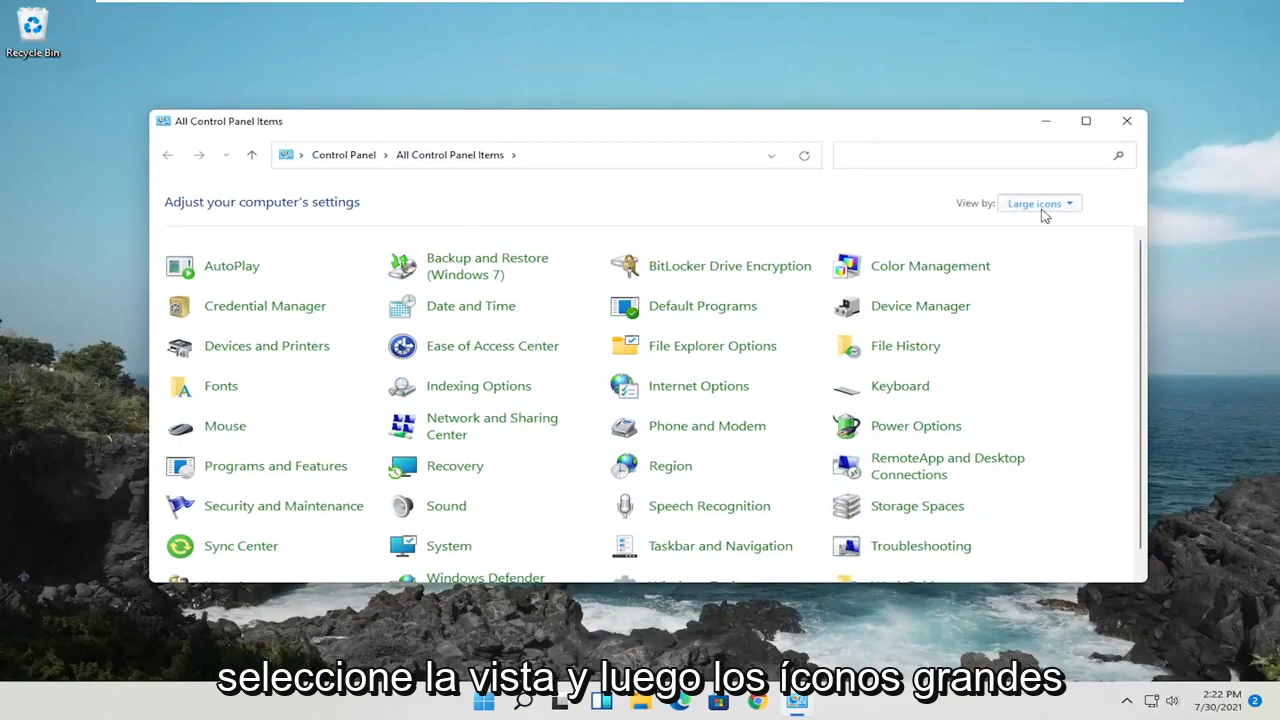 Recycle Bin
All Control Panel Items
Control Panel > All Control Panel Items >
Adjust your computer's settings
View by: Large icons
AutoPlay
Backup and Restore (Windows 7)
BitLocker Drive Encryption
Color Management
Credential Manager
Date and Time
Default Programs
Device Manager
Devices and Printers
Ease of Access Center
File Explorer Options
File History
Fonts
Indexing Options
Internet Options
Keyboard
Mouse
Network and Sharing Center
Phone and Modem
Power Options
Programs and Features
Recovery
Region
RemoteApp and Desktop Connections
Security and Maintenance
Sound
Speech Recognition
Storage Spaces
Sync Center
System
Taskbar and Navigation
Troubleshooting
Windows Defender
seleccione la vista y luego los íconos grandes
2:22 PM
7/30/2021
2